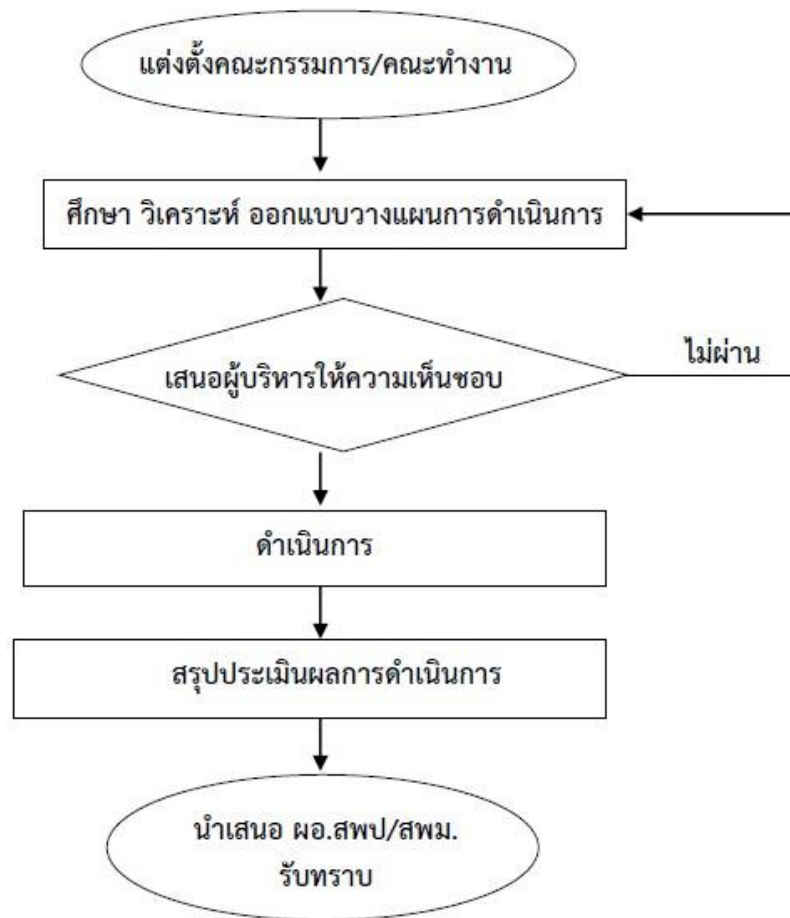 แต่งตั้งคณะกรรมการ/คณะทำงาน
ศึกษา วิเคราะห์ ออกแบบวางแผนการดำเนินการ
เสนอผู้บริหารให้ความเห็นชอบ
ไม่ผ่าน
ดำเนินการ
สรุปประเมินผลการดำเนินการ
นำเสนอ ผอ.สพป/สพม.
รับทราบ